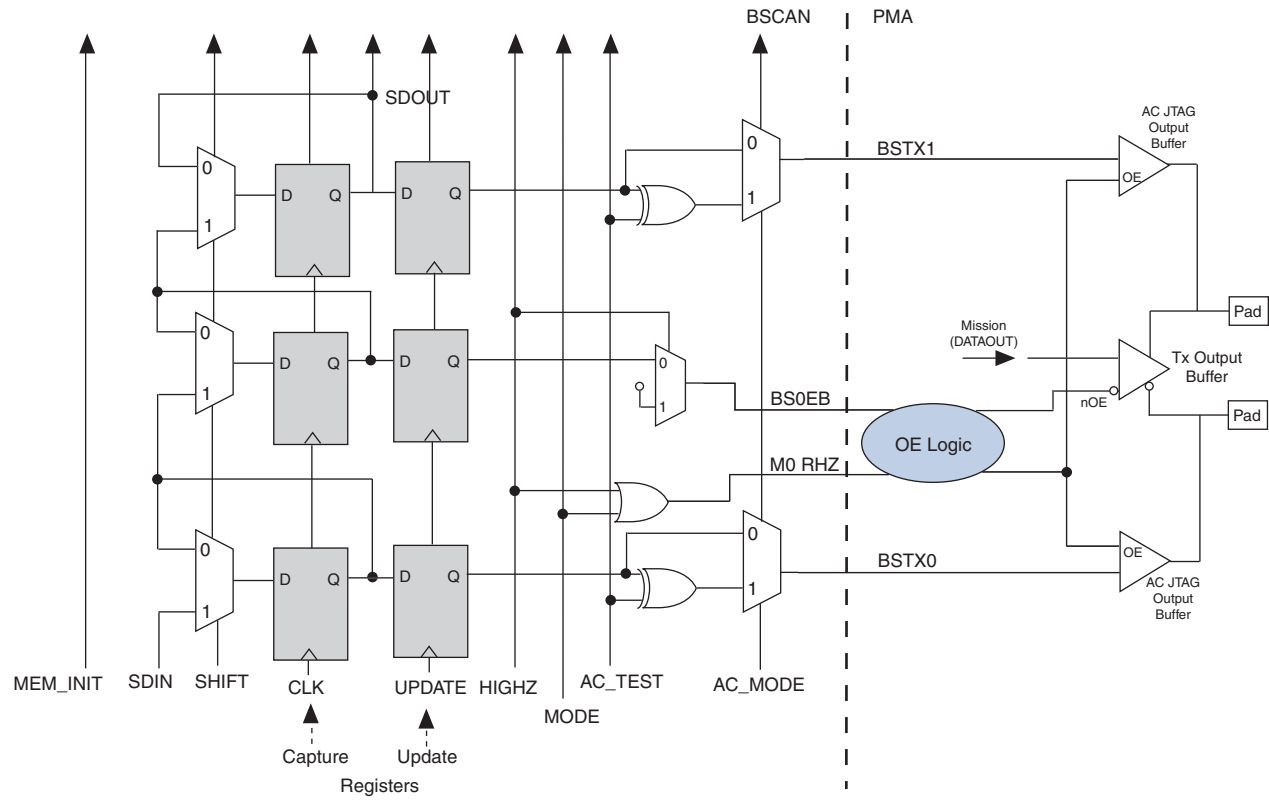 BSCAN
PMA
SDOUT
0
1
D
Q
D
Q
0
1
BSTX1
AC JTAG
Output
Buffer
OE
0
1
D
Q
D
Q
0
1
BS0EB
Mission
(DATAOUT)
nOE
Tx Output
Buffer
Pad
Pad
OE Logic
M0 RHZ
0
1
D
Q
D
Q
0
1
BSTX0
OE
AC JTAG
Output
Buffer
MEM_INIT
SDIN
SHIFT
CLK
UPDATE
HIGHZ
MODE
AC_TEST
AC_MODE
Capture
Update
Registers